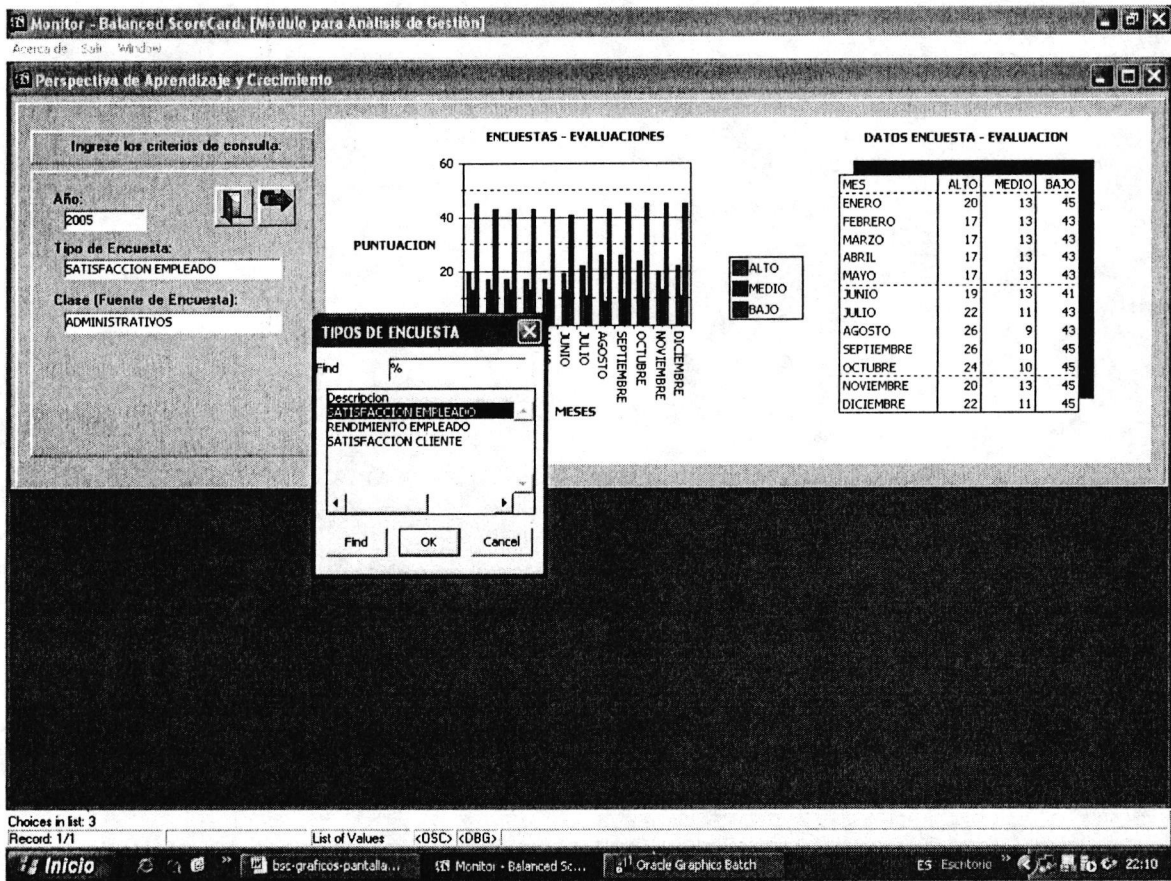 Monitor - Balanced ScoreCard. [Módulo para Análisis de Gestión]
Acerca de Salir Window
Perspectiva de Aprendizaje y Crecimiento
Ingrese los criterios de consulta:
Año:
2005
Tipo de Encuesta:
SATISFACCION EMPLEADO
Clase (Fuente de Encuesta):
ADMINISTRATIVOS
ENCUESTAS - EVALUACIONES
60
40
20
PUNTUACION
JUNIO
JULIO
AGOSTO
SEPTIEMBRE
OCTUBRE
NOVIEMBRE
DICIEMBRE
MESES
ALTO
MEDIO
BAJO
DATOS ENCUESTA - EVALUACION
MES ALTO MEDIO BAJO
ENERO 20 13 45
FEBRERO 17 13 43
MARZO 17 13 43
ABRIL 17 13 43
MAYO 17 13 43
JUNIO 19 13 41
JULIO 22 11 43
AGOSTO 26 9 43
SEPTIEMBRE 26 10 45
OCTUBRE 24 10 45
NOVIEMBRE 20 13 45
DICIEMBRE 22 11 45
TIPOS DE ENCUESTA
Find %
Descripcion
SATISFACCION EMPLEADO
RENDIMIENTO EMPLEADO
SATISFACCION CLIENTE
Find OK Cancel
Choices in list: 3
Record: 1/1 List of Values <OSC> <DBG>
Inicio » bsc-graficos-pantalla... Monitor - Balanced Sc... Oracle Graphics Batch ES Escritorio » 22:10